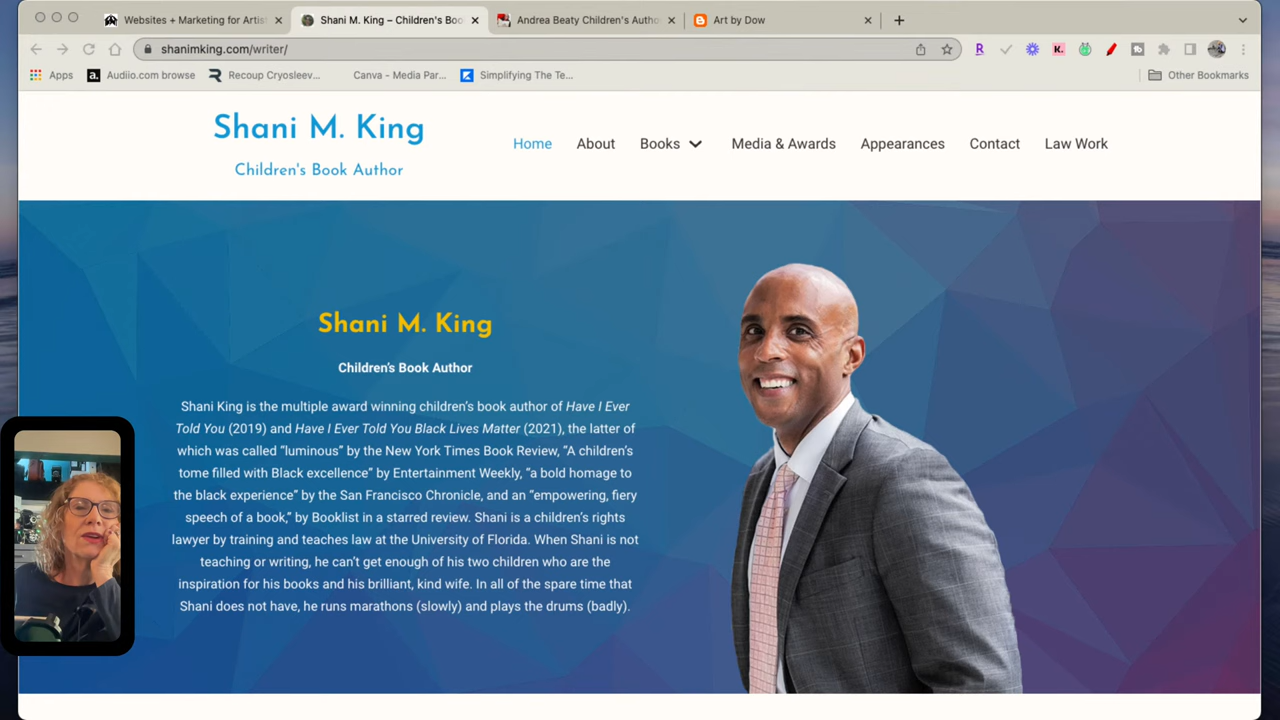 Websites + Marketing for Artis
Shani M. King – Children's Boo
Andrea Beaty Children's Autho
Art by Dow
shanimking.com/writer/
Apps
Audiio.com browse
Recoup Cryosleev...
Canva - Media Par...
Simplifying The Te...
Other Bookmarks
Shani M. King
Children's Book Author
Home
About
Books
Media & Awards
Appearances
Contact
Law Work
Shani M. King
Children's Book Author
Shani King is the multiple award winning children's book author of Have I Ever
Told You (2019) and Have I Ever Told You Black Lives Matter (2021), the latter of
which was called "luminous" by the New York Times Book Review, "A children's
tome filled with Black excellence" by Entertainment Weekly, "a bold homage to
the black experience" by the San Francisco Chronicle, and an "empowering, fiery
speech of a book," by Booklist in a starred review. Shani is a children's rights
lawyer by training and teaches law at the University of Florida. When Shani is not
teaching or writing, he can't get enough of his two children who are the
inspiration for his books and his brilliant, kind wife. In all of the spare time that
Shani does not have, he runs marathons (slowly) and plays the drums (badly).